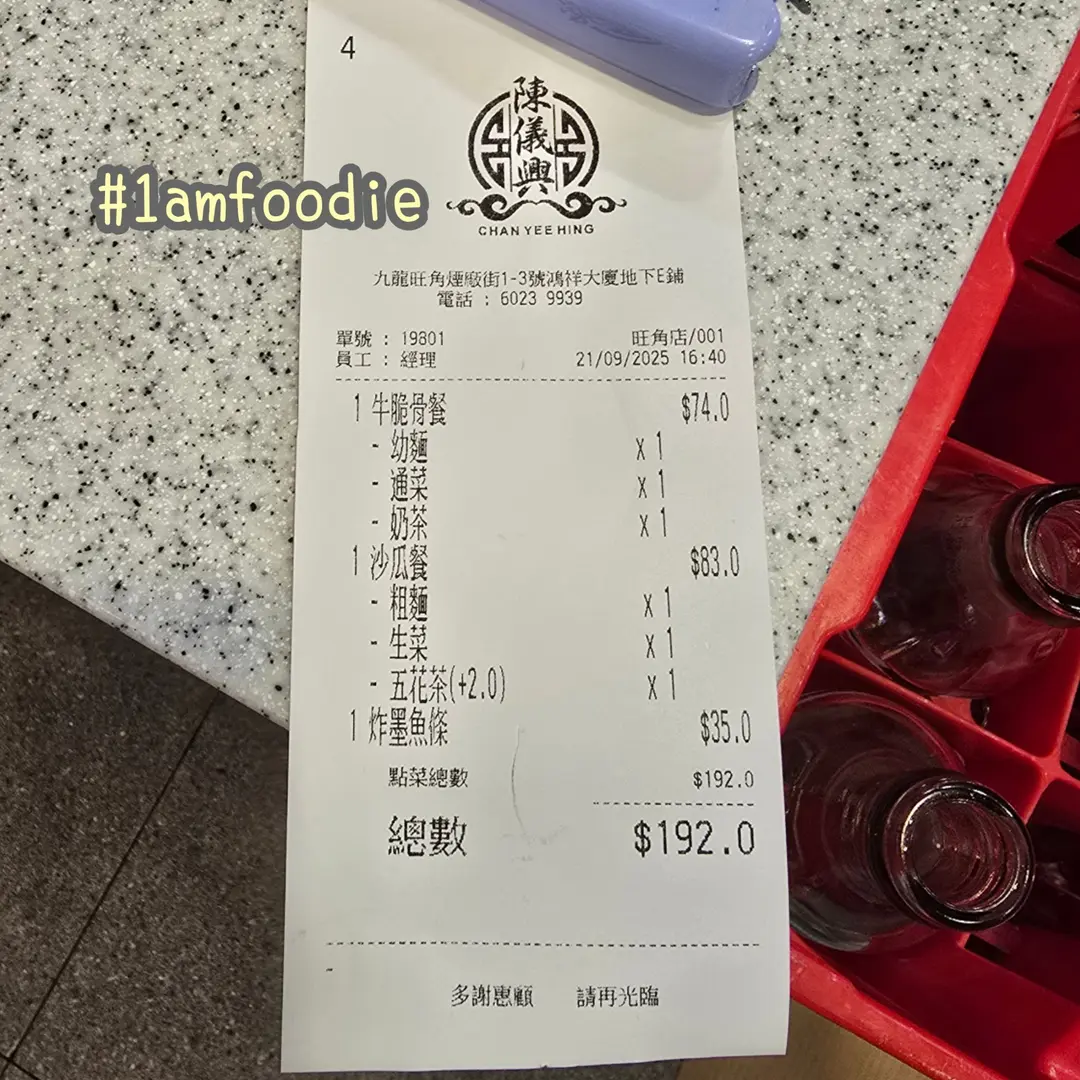 4
陳儀興
CHAN YEE HING
#1amfoodie
九龍旺角煙廠街1-3號鴻祥大廈地下E鋪
電話 : 6023 9939
單號 : 19801 旺角店/001
員工 : 經理 21/09/2025 16:40
1 牛脆骨餐 $74.0
- 幼麵 x 1
- 通菜 x 1
- 奶茶 x 1
1 沙瓜餐 $83.0
- 粗麵 x 1
- 生菜 x 1
- 五花茶(+2.0) x 1
1 炸墨魚條 $35.0
點菜總數 $192.0
總數 $192.0
多謝惠顧 請再光臨